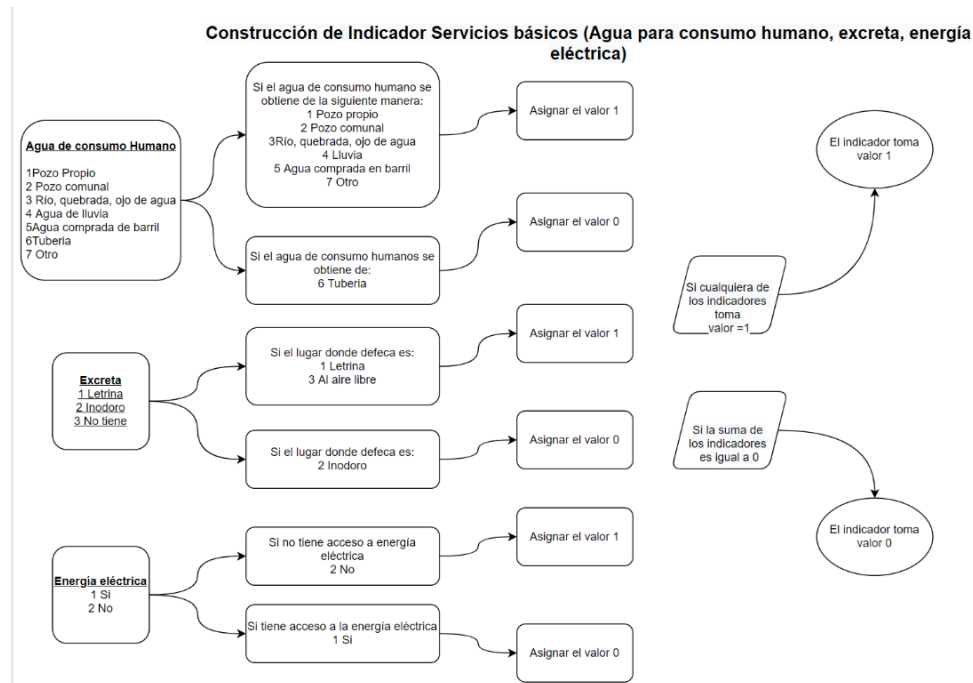 Construcción de Indicador Servicios básicos (Agua para consumo humano, excreta, energía
eléctrica)
Agua de consumo Humano
1Pozo Propio
2 Pozo comunal
3 Río, quebrada, ojo de agua
4 Agua de lluvia
5Agua comprada de barril
6Tuberia
7 Otro
Si el agua de consumo humano se
obtiene de la siguiente manera:
1 Pozo propio
2 Pozo comunal
3Río, quebrada, ojo de agua
4 Lluvia
5 Agua comprada en barril
7 Otro
Asignar el valor 1
Si el agua de consumo humanos se
obtiene de:
6 Tuberia
Asignar el valor 0
Excreta
1 Letrina
2 Inodoro
3 No tiene
Si el lugar donde defeca es:
1 Letrina
3 Al aire libre
Asignar el valor 1
Si el lugar donde defeca es:
2 Inodoro
Asignar el valor 0
Energía eléctrica
1 Si
2 No
Si no tiene acceso a energía
eléctrica
2 No
Asignar el valor 1
Si tiene acceso a la energía eléctrica
1 Si
Asignar el valor 0
El indicador toma
valor 1
Si cualquiera de
los indicadores
toma
valor =1
Si la suma de
los indicadores
es igual a 0
El indicador toma
valor 0